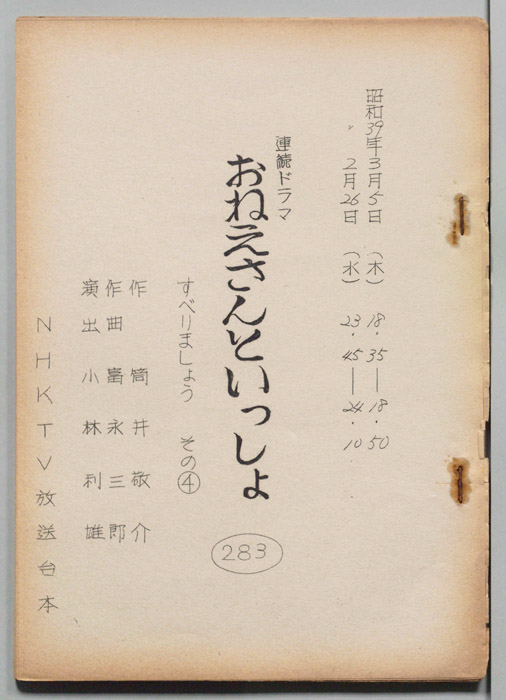 昭和39年3月5日（木）18・35―18・50
2月26日（水）23・45―24・10
連続ドラマ
おねえさんといっしょ
283
すべりましょう その④
作 筒井敬介
作曲 冨永三郎
演出 小林利雄
NHKTV放送台本